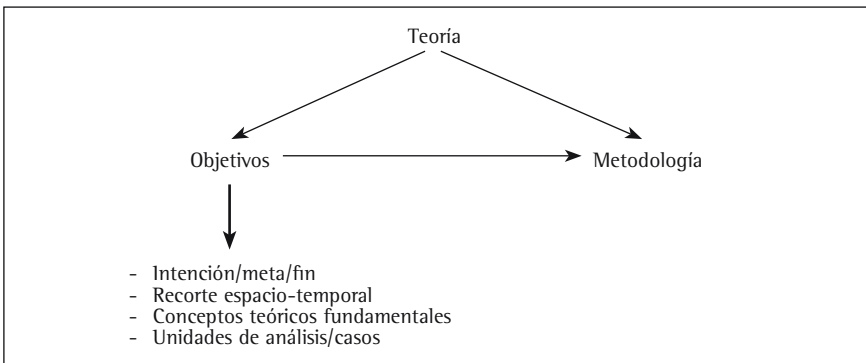 Teoría
Objetivos
Metodología
- Intención/meta/fin
- Recorte espacio-temporal
- Conceptos teóricos fundamentales
- Unidades de análisis/casos